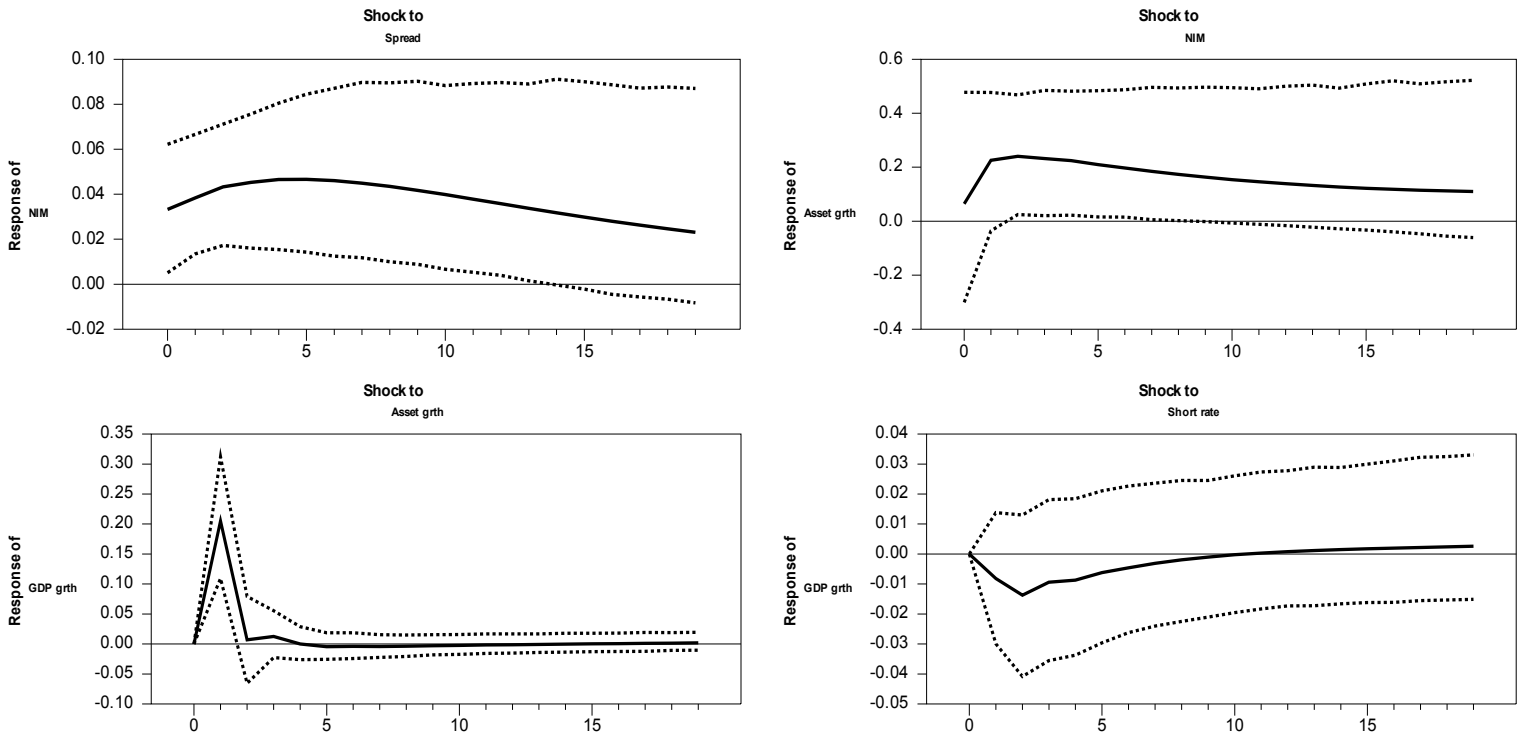 Shock to
Spread
0.10
0.08
0.06
0.04
0.02
0.00
-0.02
Response of
NIM
0 5 10 15
Shock to
NIM
0.6
0.4
0.2
0.0
-0.2
-0.4
Response of
Asset grth
0 5 10 15
Shock to
Asset grth
0.35
0.30
0.25
0.20
0.15
0.10
0.05
0.00
-0.05
-0.10
Response of
GDP grth
0 5 10 15
Shock to
Short rate
0.04
0.03
0.02
0.01
0.00
-0.01
-0.02
-0.03
-0.04
-0.05
Response of
GDP grth
0 5 10 15